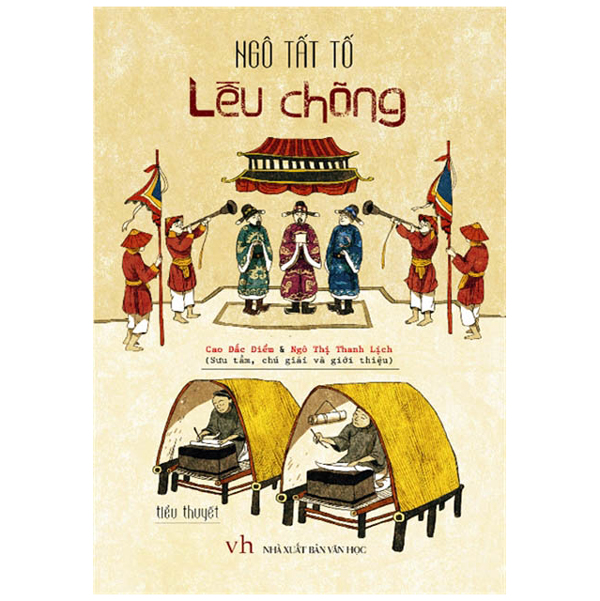 NGÔ TẤT TỐ
Lều chõng
Cao Đắc Điểm & Ngô Thị Thanh Lịch
(Sưu tầm, chú giải và giới thiệu)
tiểu thuyết
vh NHÀ XUẤT BẢN VĂN HỌC